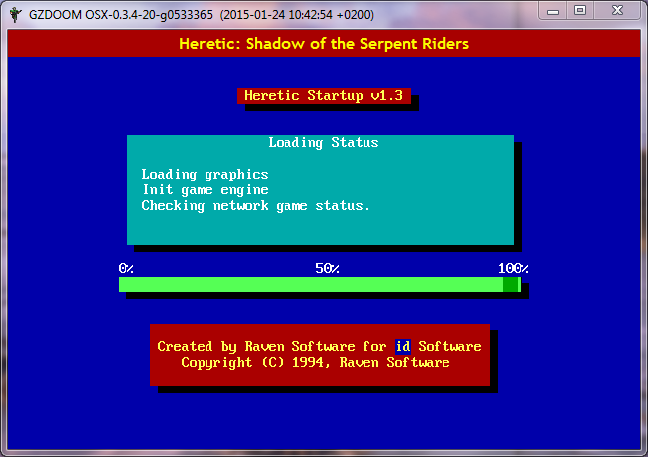 GZDOOM OSX-0.3.4-20-g0533365 (2015-01-24 10:42:54 +0200)
Heretic: Shadow of the Serpent Riders
Heretic Startup v1.3
Loading Status
Loading graphics
Init game engine
Checking network game status.
0% 50% 100%
Created by Raven Software for id Software
Copyright (C) 1994, Raven Software